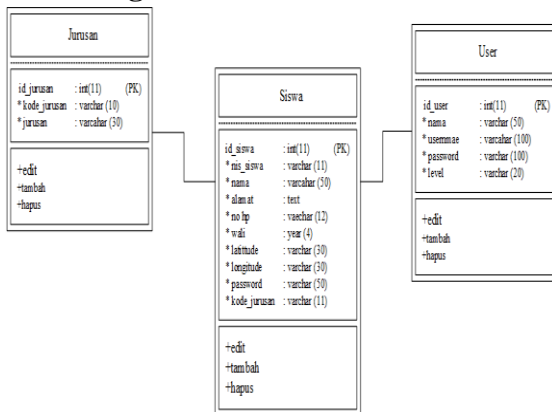 Jurusan
id_jurusan : int(11) (PK)
* kode_jurusan : varchar (10)
* jurusan : varcahar (30)
+edit
+tambah
+hapus
Siswa
id_siswa : int(11) (PK)
* nis_siswa : varchar (11)
* nama : varcahar (50)
* alamat : text
* no hp : vaechar (12)
* wali : year (4)
* latittude : varchar (30)
* longitude : varchar (30)
* password : varchar (50)
* kode_jurusan : varchar (11)
+edit
+tambah
+hapus
User
id_user : int(11) (PK)
* nama : varchar (50)
* usernmae : varcahar (100)
* password : varchar (100)
* level : varchar (20)
+edit
+tambah
+hapus